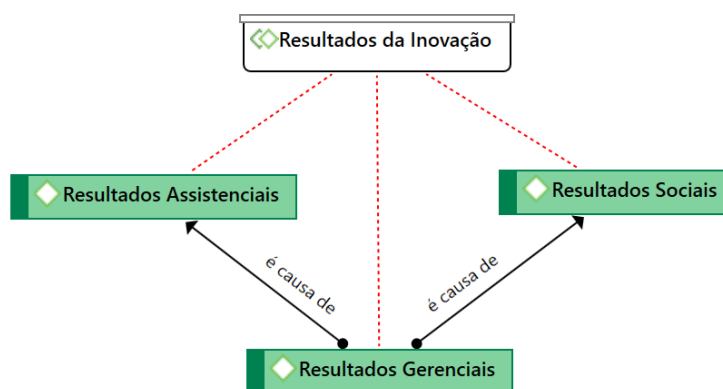 Resultados da Inovação
Resultados Assistenciais
Resultados Sociais
é causa de
é causa de
Resultados Gerenciais